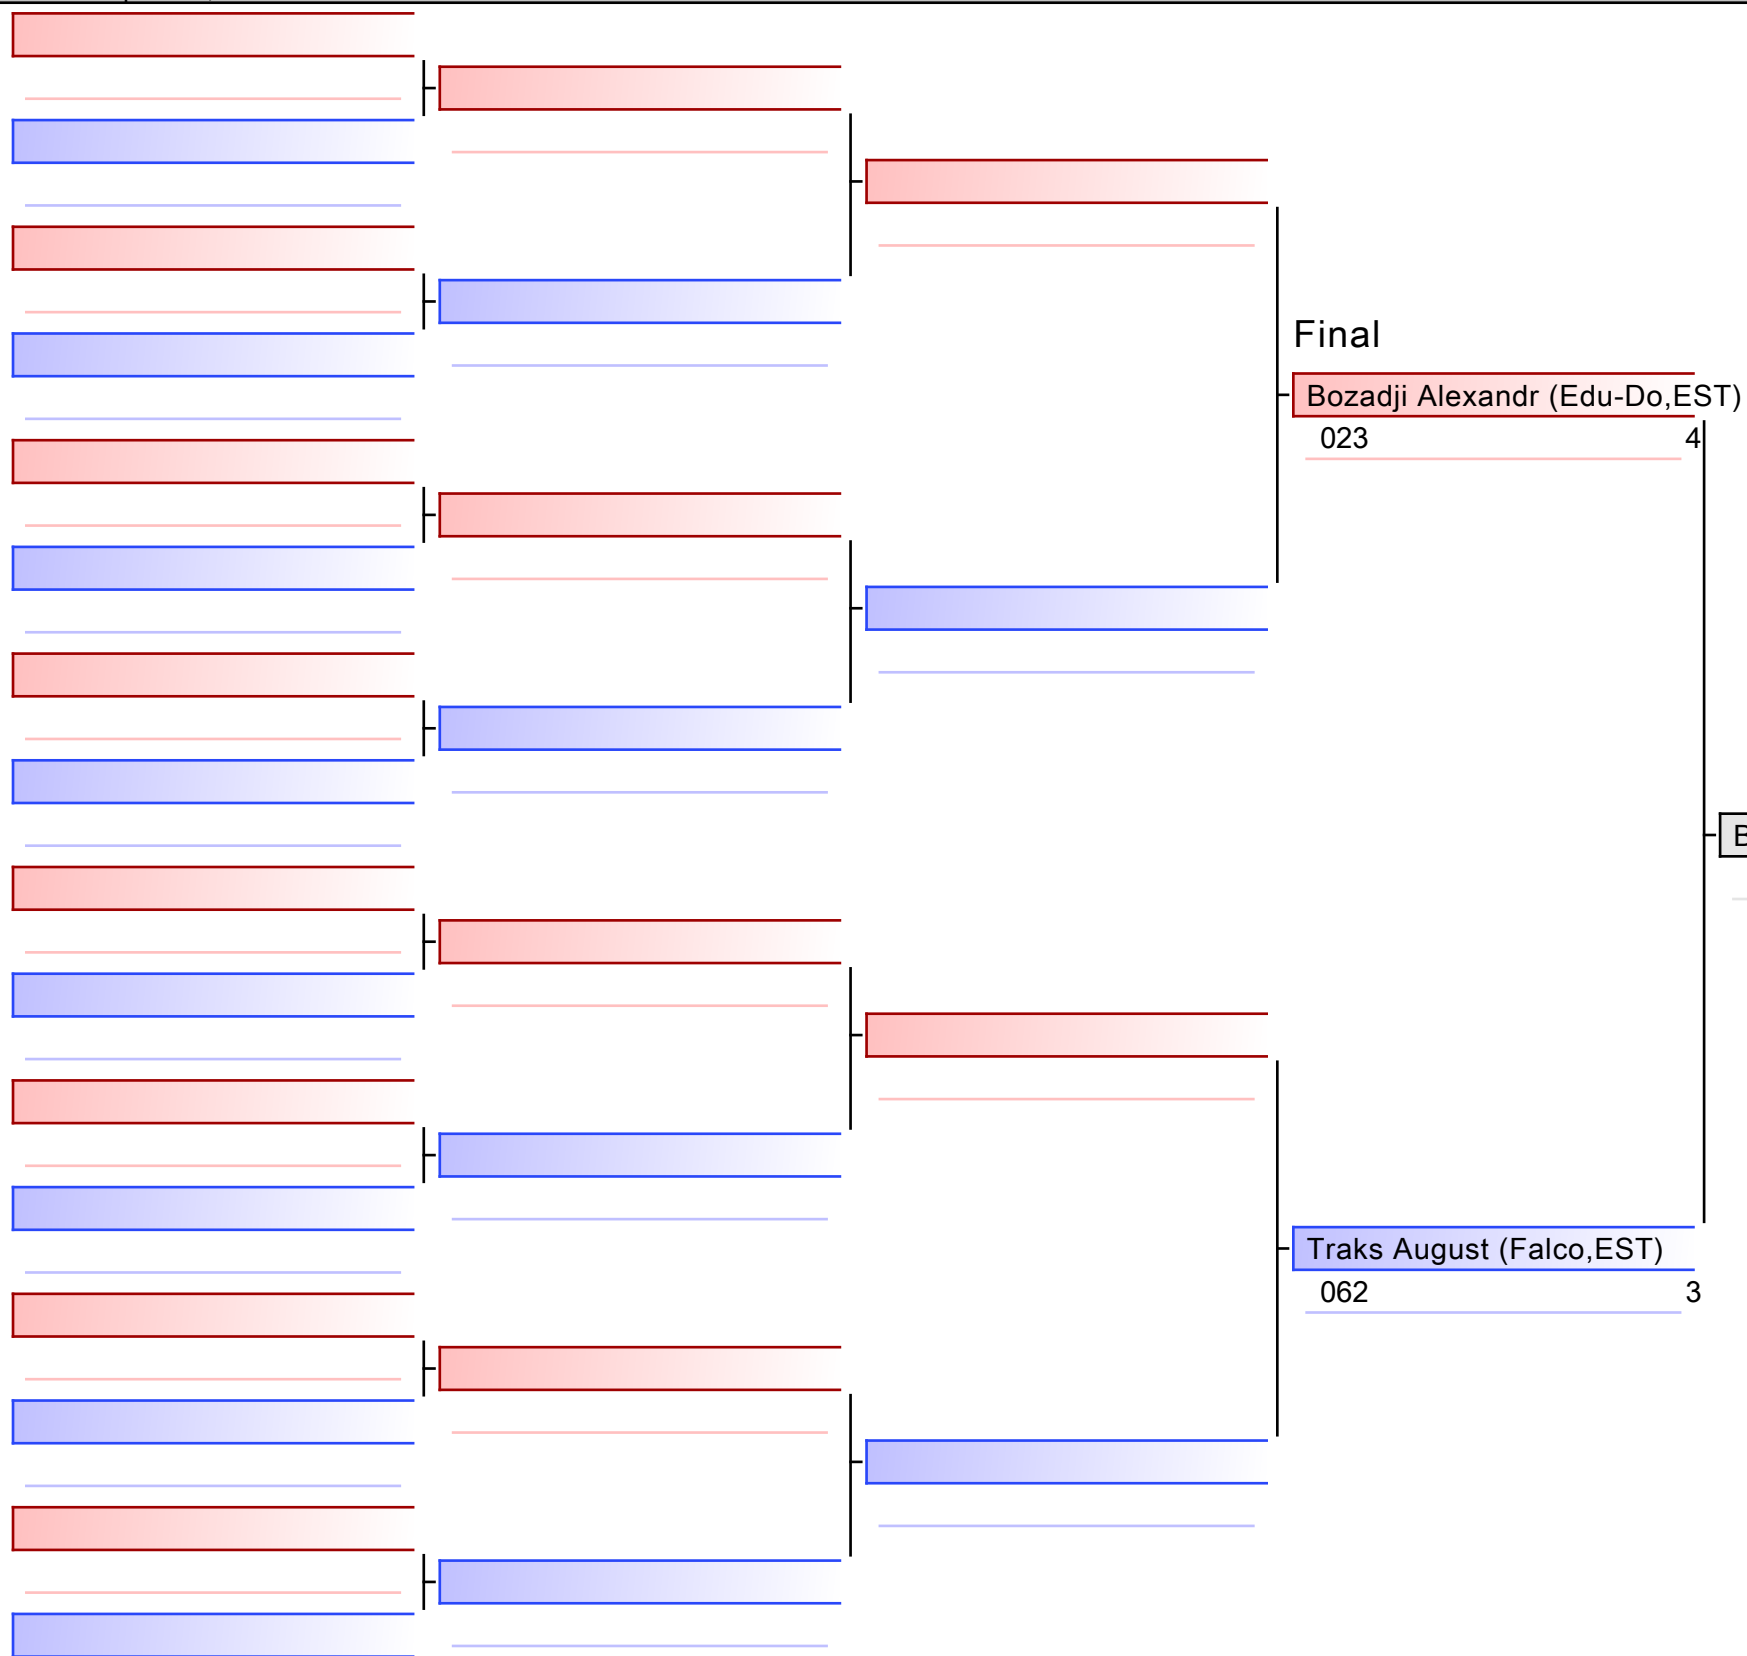 Final
Bozadji Alexandr (Edu-Do,EST)
023 4
B
Traks August (Falco,EST)
062 3